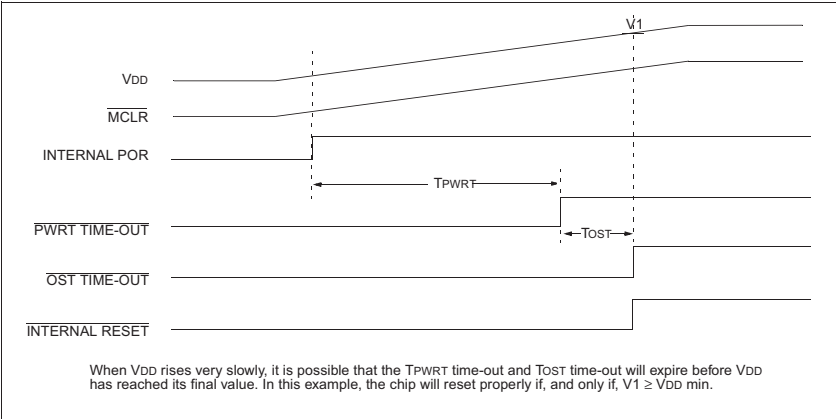 V1
VDD
MCLR
INTERNAL POR
TPWRT
PWRT TIME-OUT
TOST
OST TIME-OUT
INTERNAL RESET
When VDD rises very slowly, it is possible that the TPWRT time-out and TOST time-out will expire before VDD
has reached its final value. In this example, the chip will reset properly if, and only if, V1 ≥ VDD min.